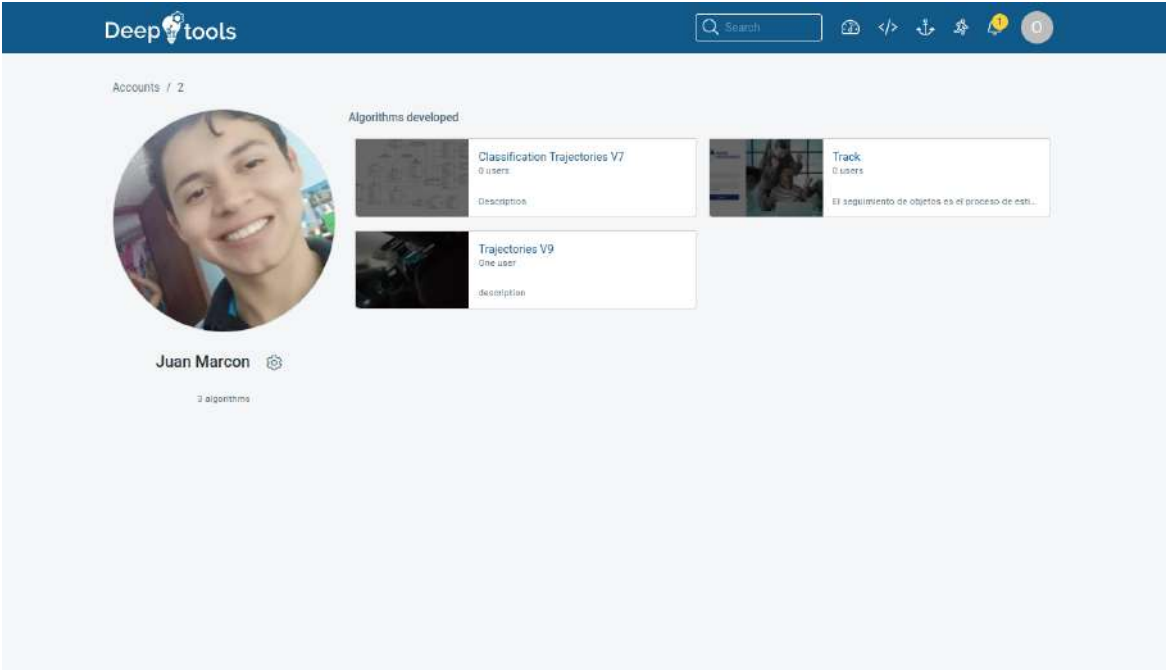 Deep tools
Search
1
O
Accounts / 2
Algorithms developed
Classification Trajectories V7
0 users
Description
Track
0 users
El seguimiento de objetos es el proceso de esti...
Trajectories V9
One user
description
Juan Marcon
3 algorithms